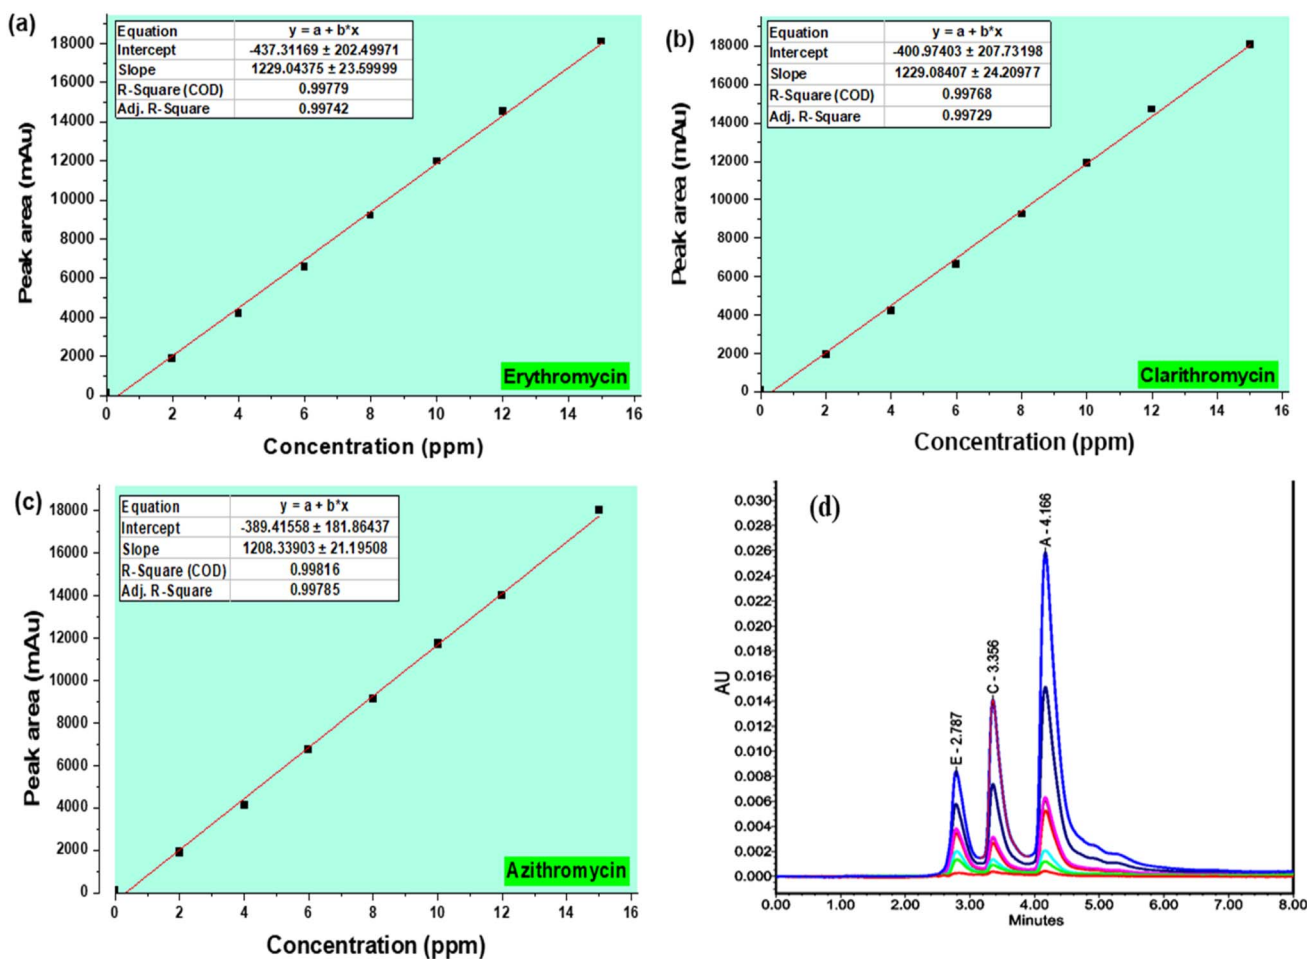 (a)
Equation y = a + b*x
Intercept -437.31169 ± 202.49971
Slope 1229.04375 ± 23.59999
R-Square (COD) 0.99779
Adj. R-Square 0.99742
18000
16000
14000
12000
10000
8000
6000
4000
2000
0
Peak area (mAu)
Erythromycin
0 2 4 6 8 10 12 14 16
Concentration (ppm)
(b)
Equation y = a + b*x
Intercept -400.97403 ± 207.73198
Slope 1229.08407 ± 24.20977
R-Square (COD) 0.99768
Adj. R-Square 0.99729
18000
16000
14000
12000
10000
8000
6000
4000
2000
0
Peak area (mAu)
Clarithromycin
0 2 4 6 8 10 12 14 16
Concentration (ppm)
(c)
Equation y = a + b*x
Intercept -389.41558 ± 181.86437
Slope 1208.33903 ± 21.19508
R-Square (COD) 0.99816
Adj. R-Square 0.99785
18000
16000
14000
12000
10000
8000
6000
4000
2000
0
Peak area (mAu)
Azithromycin
0 2 4 6 8 10 12 14 16
Concentration (ppm)
(d)
0.030
0.028
0.026
0.024
0.022
0.020
0.018
0.016
0.014
0.012
0.010
0.008
0.006
0.004
0.002
0.000
AU
E - 2.787
C - 3.356
A - 4.166
0.00 1.00 2.00 3.00 4.00 5.00 6.00 7.00 8.00
Minutes